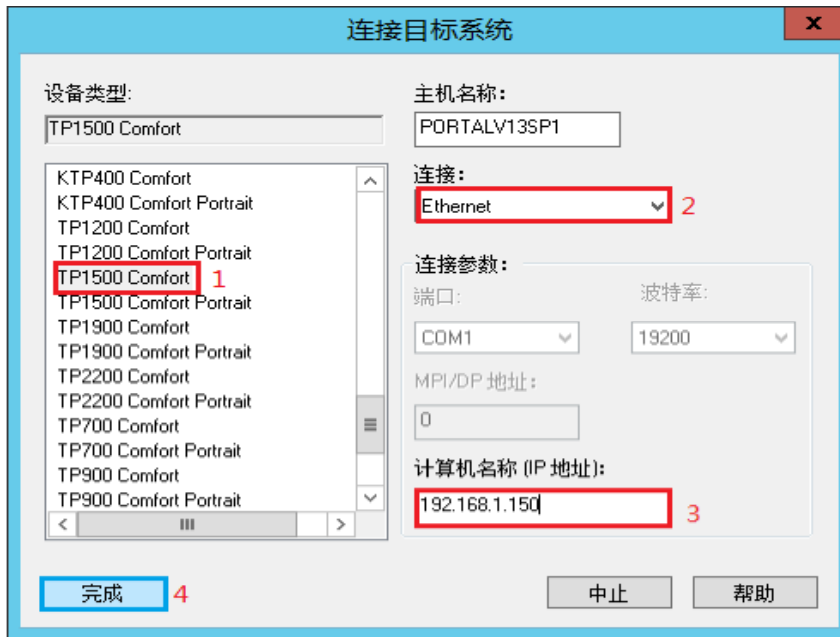 连接目标系统
x
设备类型:
TP1500 Comfort
KTP400 Comfort
KTP400 Comfort Portrait
TP1200 Comfort
TP1200 Comfort Portrait
TP1500 Comfort
1
TP1500 Comfort Portrait
TP1900 Comfort
TP1900 Comfort Portrait
TP2200 Comfort
TP2200 Comfort Portrait
TP700 Comfort
TP700 Comfort Portrait
TP900 Comfort
TP900 Comfort Portrait
主机名称:
PORTALV13SP1
连接:
Ethernet
2
连接参数:
端口:
波特率:
COM1
19200
MPI/DP 地址:
0
计算机名称 (IP 地址):
192.168.1.150
3
完成
4
中止
帮助